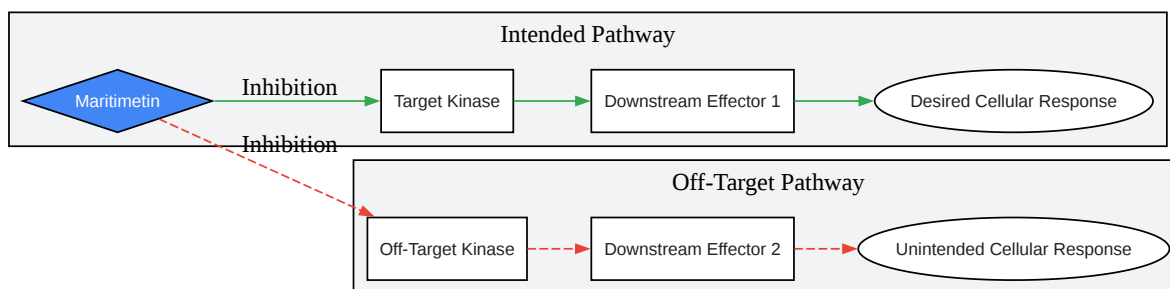 Intended Pathway
Maritimetin
Inhibition
Target Kinase
Downstream Effector 1
Desired Cellular Response
Inhibition
Off-Target Pathway
Off-Target Kinase
Downstream Effector 2
Unintended Cellular Response